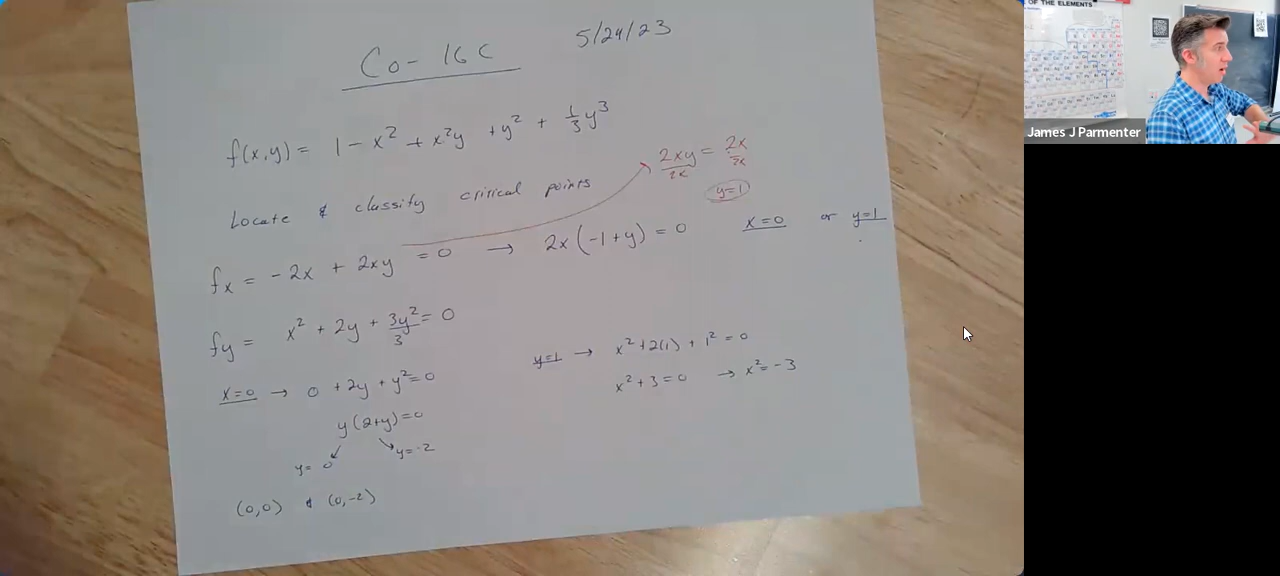 Co-16C
5/24/23
f(x,y) = 1 - x² + x²y + y² + 1/3 y³
Locate & classify critical points
2xy/2x = 2x/2x
y=1
fx = -2x + 2xy = 0 → 2x(-1+y) = 0 x=0 or y=1
fy = x² + 2y + 3y²/3 = 0
x=0 → 0 + 2y + y² = 0
y(2+y)=0
y=0 y=-2
(0,0) & (0,-2)
y=1 → x²+2(1)+1²=0
x²+3=0 → x²=-3
OF THE ELEMENTS
James J Parmenter